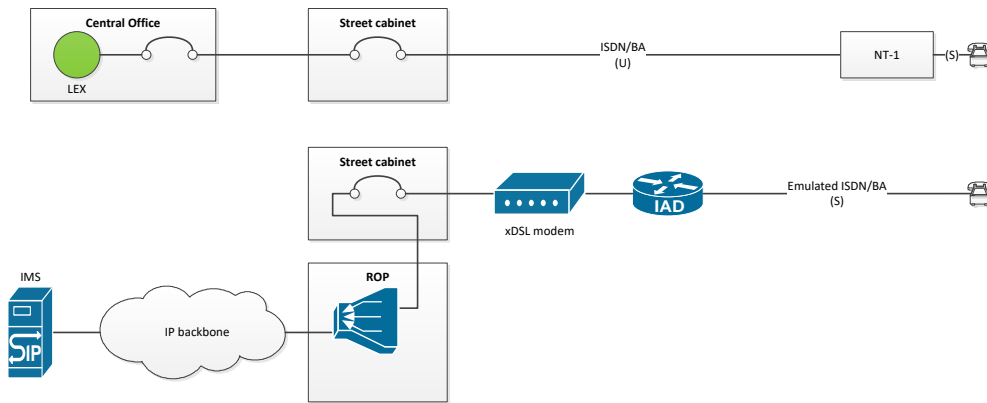 Central Office
Street cabinet
LEX
ISDN/BA
(U)
NT-1
(S)
Street cabinet
Emulated ISDN/BA
(S)
IAD
xDSL modem
IMS
ROP
SIP
IP backbone